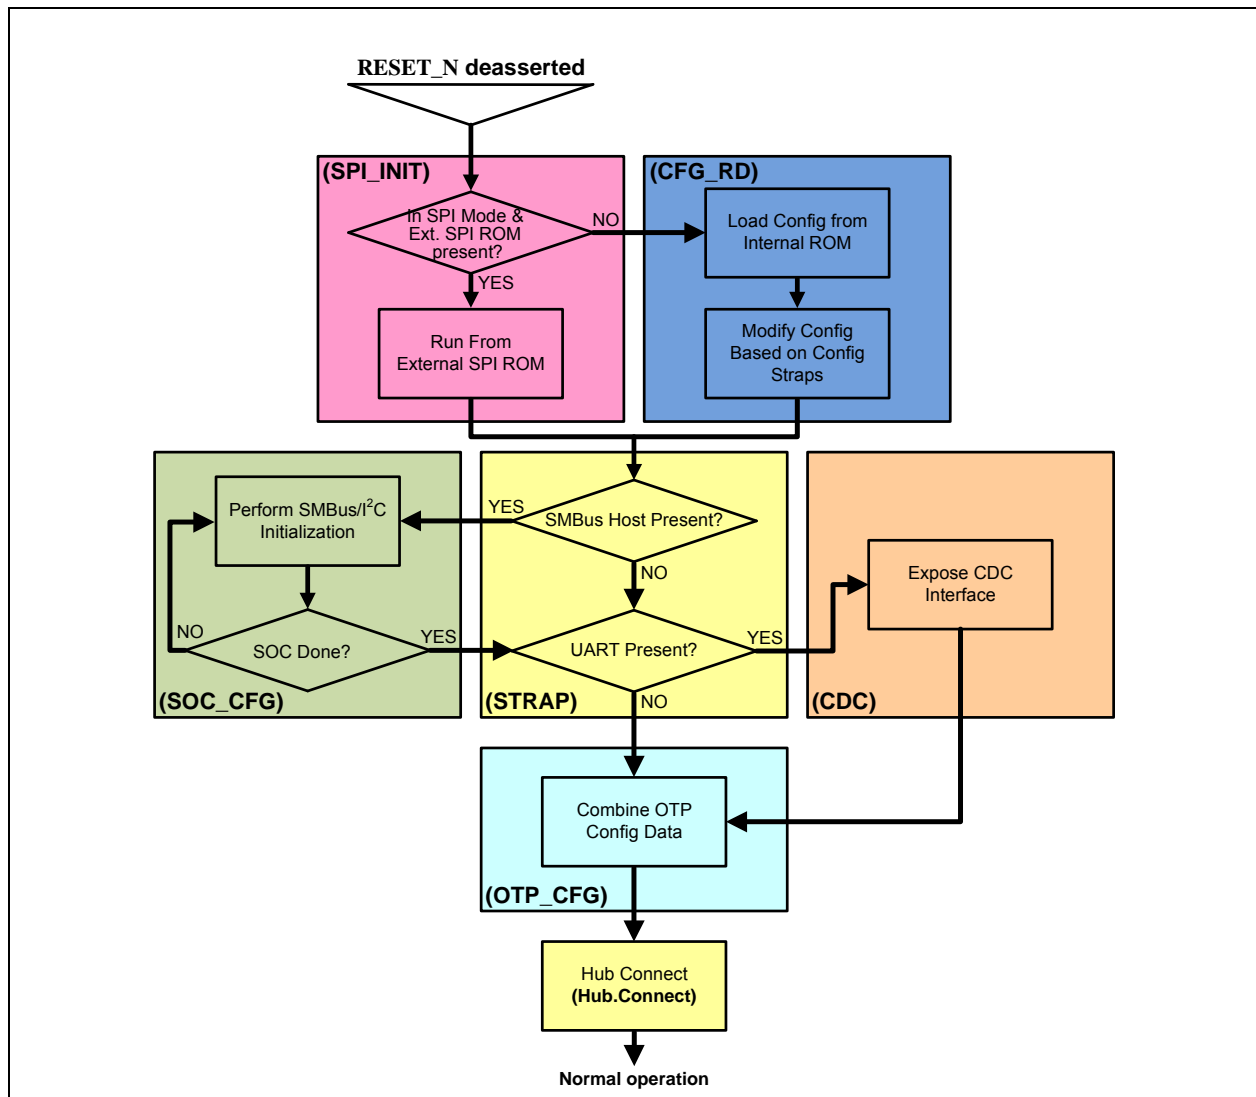 RESET_N deasserted
(SPI_INIT)
In SPI Mode &
Ext. SPI ROM
present?
NO
YES
Run From
External SPI ROM
(CFG_RD)
Load Config from
Internal ROM
Modify Config
Based on Config
Straps
Perform SMBus/I²C
Initialization
YES
SMBus Host Present?
NO
Expose CDC
Interface
NO
SOC Done?
YES
UART Present?
YES
(SOC_CFG)
(STRAP)
NO
(CDC)
Combine OTP
Config Data
(OTP_CFG)
Hub Connect
(Hub.Connect)
Normal operation